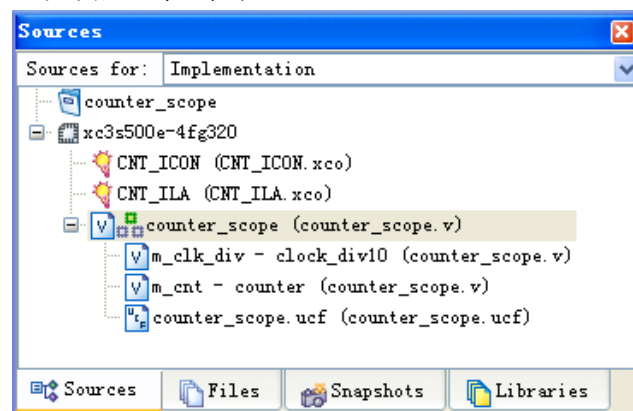 Sources
Sources for: Implementation
counter_scope
xc3s500e-4fg320
CNT_ICON (CNT_ICON.xco)
CNT_ILA (CNT_ILA.xco)
counter_scope (counter_scope.v)
m_clk_div - clock_div10 (counter_scope.v)
m_cnt - counter (counter_scope.v)
counter_scope.ucf (counter_scope.ucf)
Sources Files Snapshots Libraries